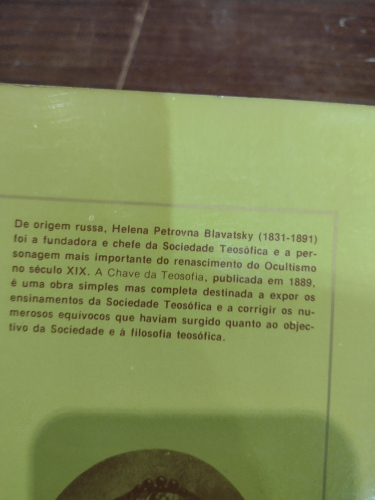 De origem russa, Helena Petrovna Blavatsky (1831-1891)
foi a fundadora e chefe da Sociedade Teosófica e a per-
sonagem mais importante do renascimento do Ocultismo
no século XIX. A Chave da Teosofia, publicada em 1889,
é uma obra simples mas completa destinada a expor os
ensinamentos da Sociedade Teosófica e a corrigir os nu-
merosos equívocos que haviam surgido quanto ao objec-
tivo da Sociedade e à filosofia teosófica.